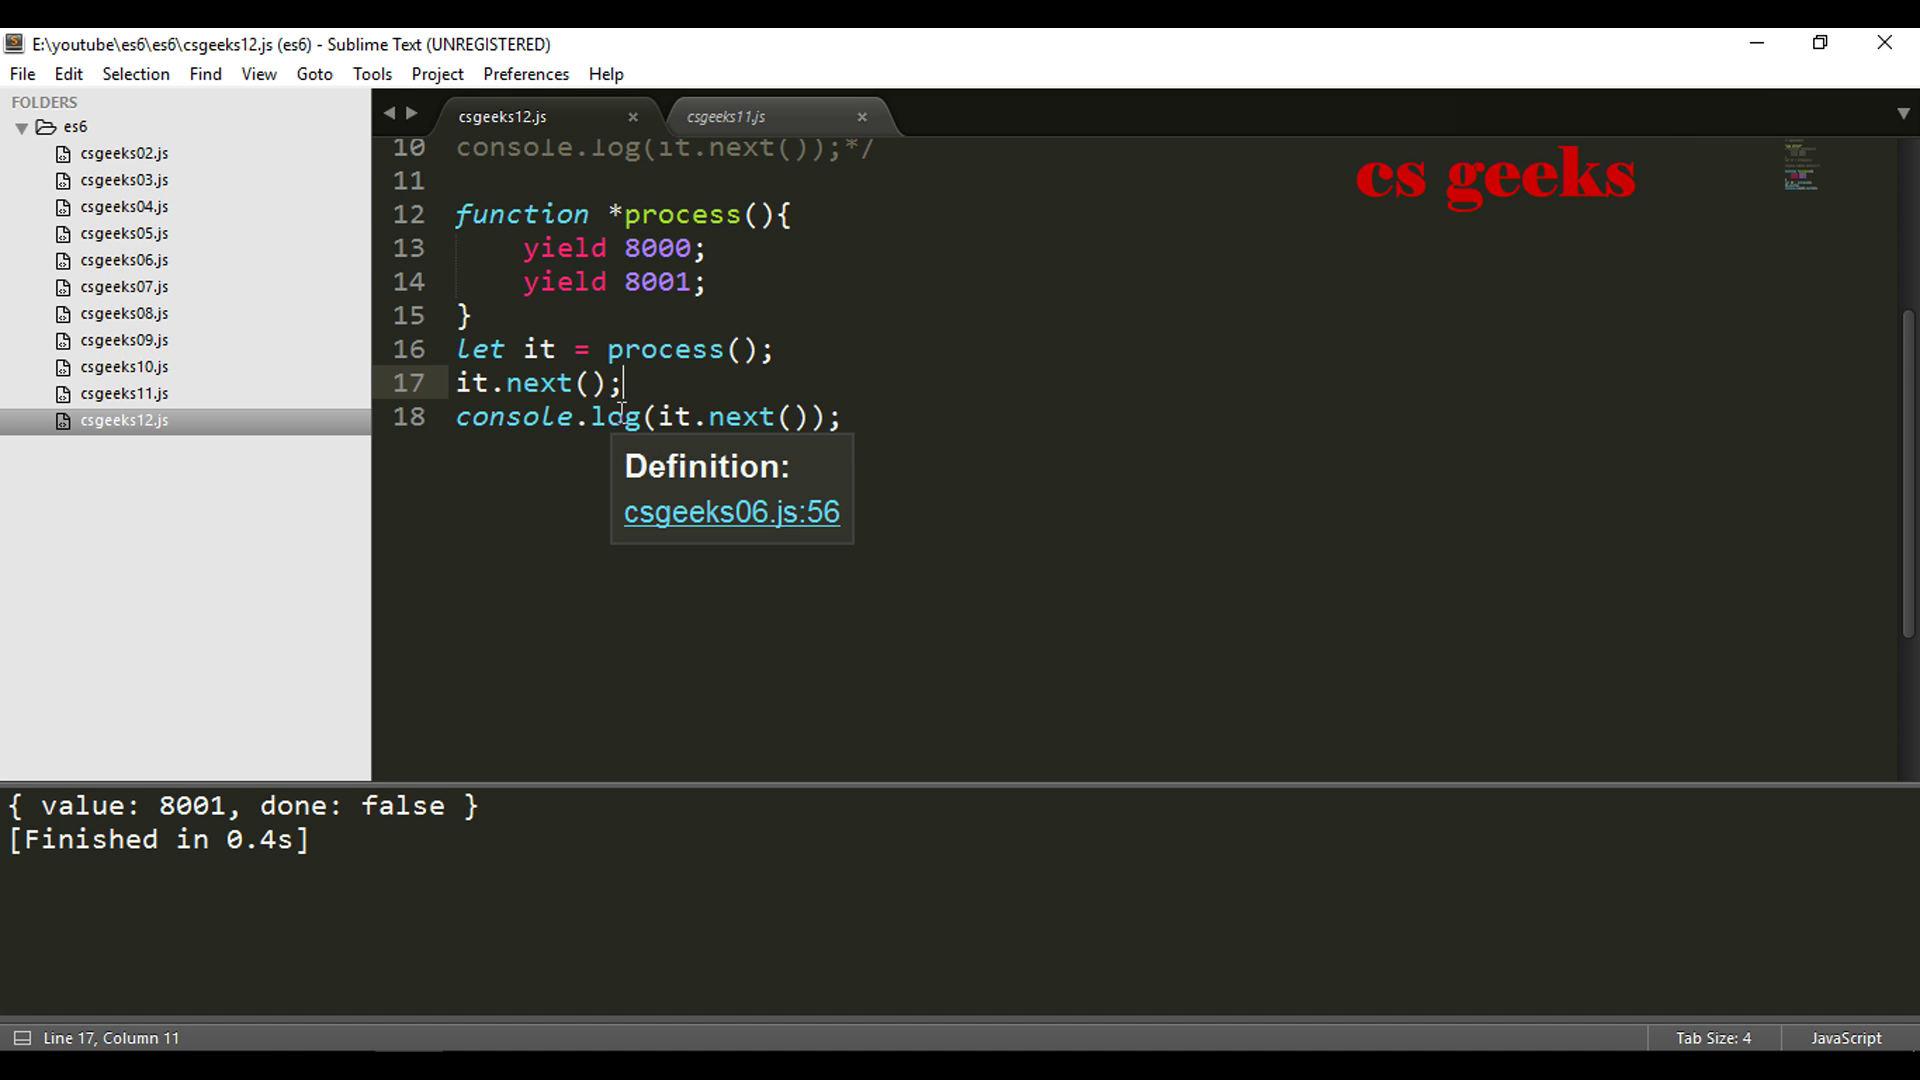 E:\youtube\es6\es6\csgeeks12.js (es6) - Sublime Text (UNREGISTERED)
File Edit Selection Find View Goto Tools Project Preferences Help
FOLDERS
es6
csgeeks02.js
csgeeks03.js
csgeeks04.js
csgeeks05.js
csgeeks06.js
csgeeks07.js
csgeeks08.js
csgeeks09.js
csgeeks10.js
csgeeks11.js
csgeeks12.js
csgeeks12.js × csgeeks11.js ×
cs geeks
10 console.log(it.next());*/
11
12 function *process(){
13 yield 8000;
14 yield 8001;
15 }
16 let it = process();
17 it.next();
18 console.log(it.next());
Definition:
csgeeks06.js:56
{ value: 8001, done: false }
[Finished in 0.4s]
Line 17, Column 11 Tab Size: 4 JavaScript